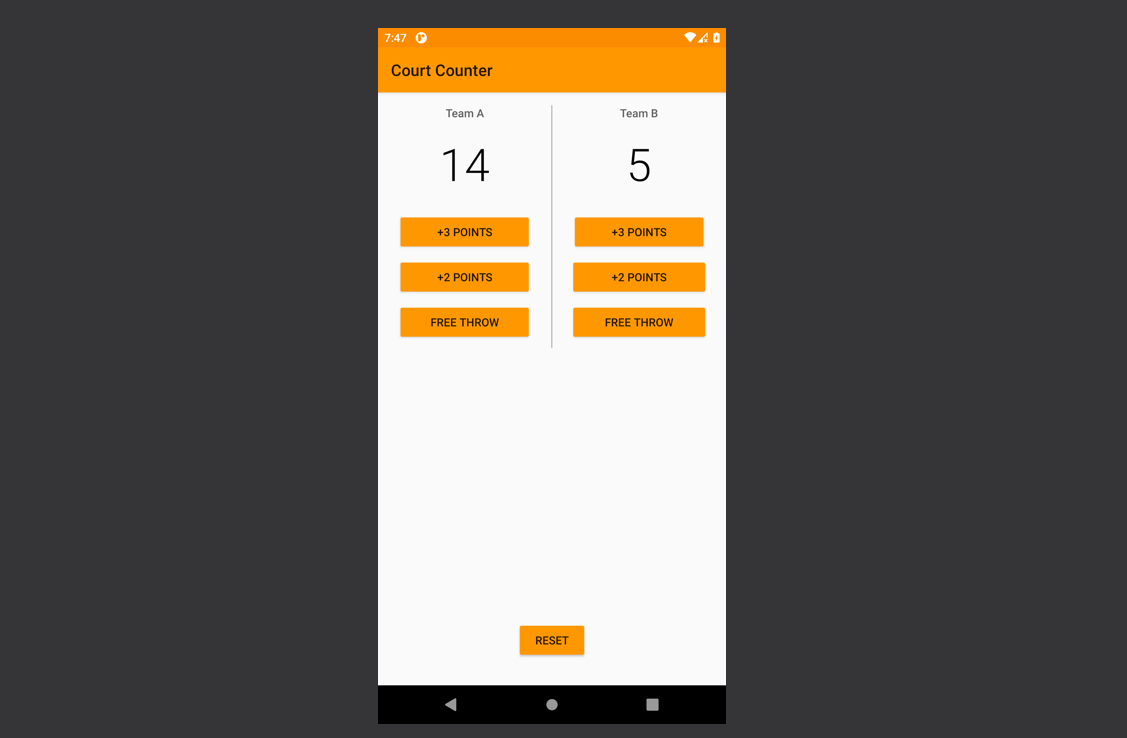 7:47
Court Counter
Team A
Team B
14
5
+3 POINTS
+3 POINTS
+2 POINTS
+2 POINTS
FREE THROW
FREE THROW
RESET